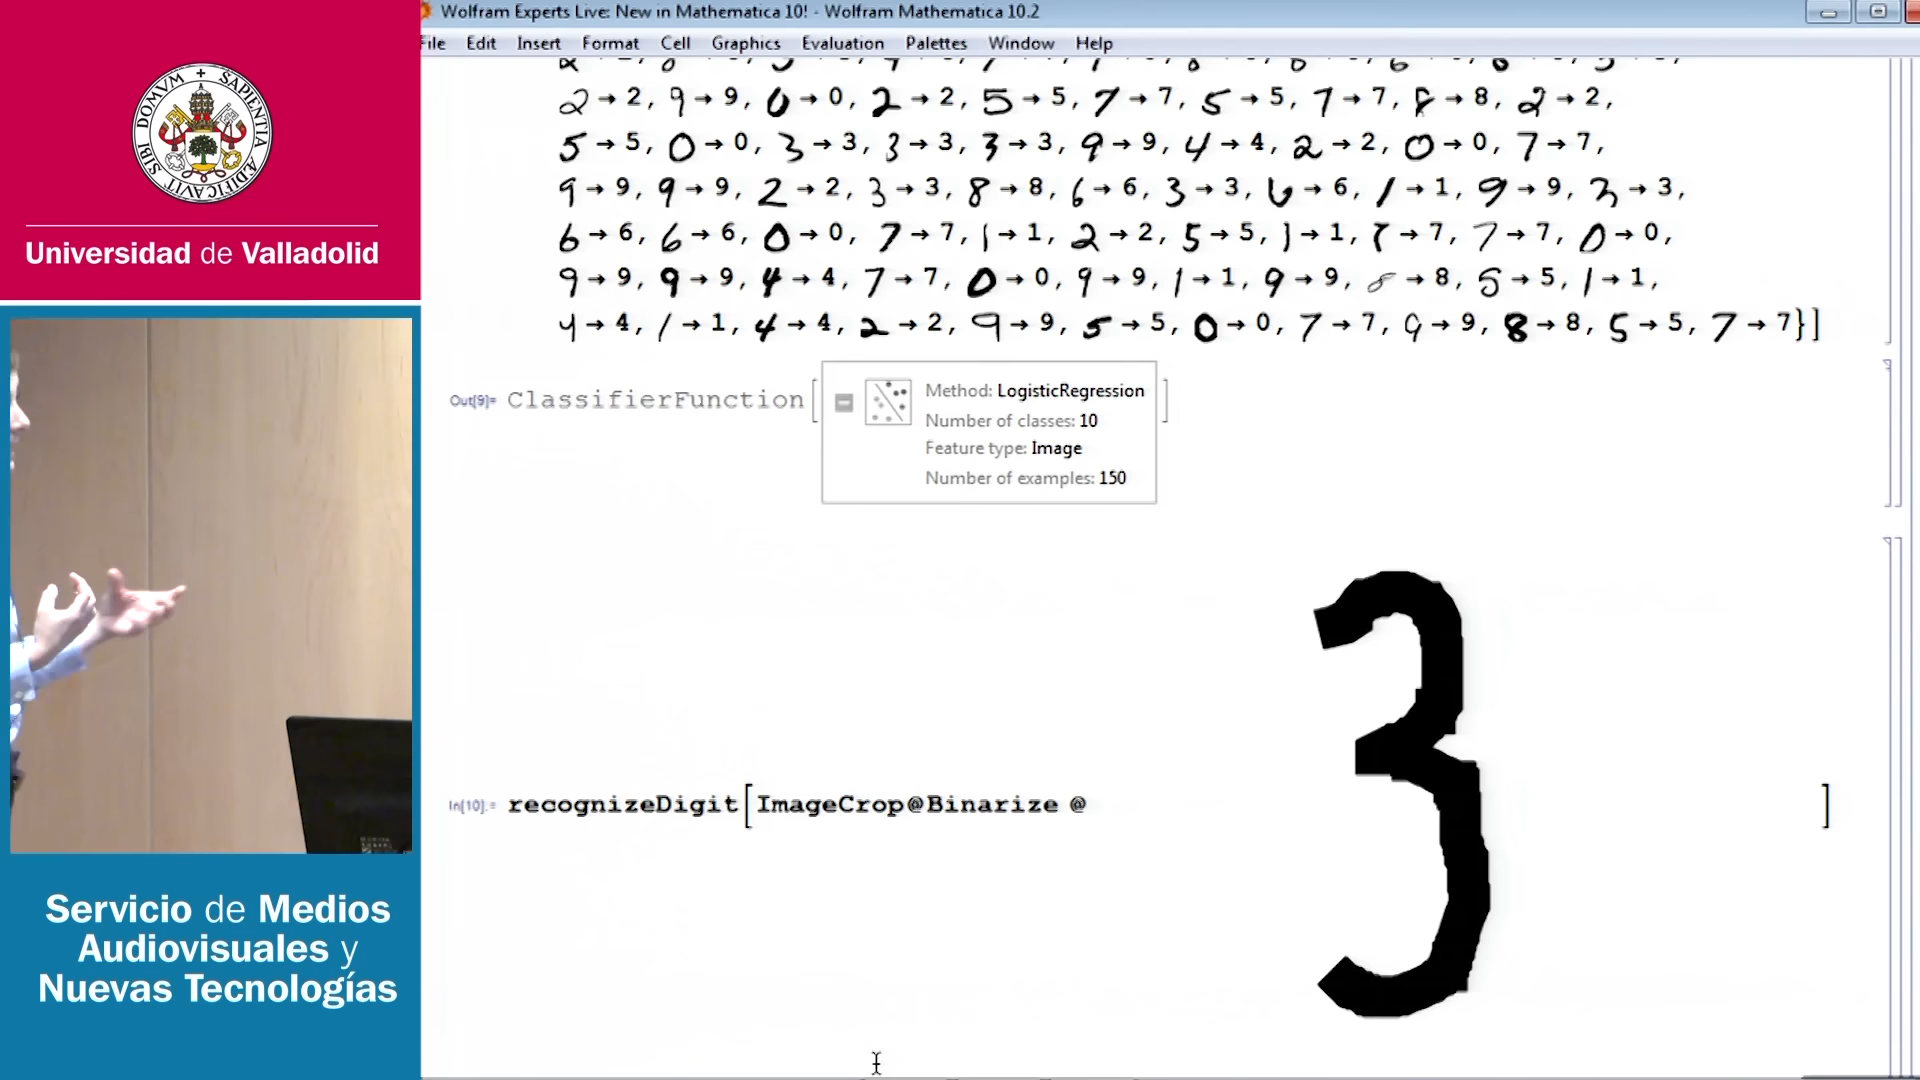 Wolfram Experts Live: New in Mathematica 10! - Wolfram Mathematica 10.2
File Edit Insert Format Cell Graphics Evaluation Palettes Window Help
2 → 2, 9 → 9, 0 → 0, 2 → 2, 5 → 5, 7 → 7, 5 → 5, 7 → 7, 8 → 8, 2 → 2,
5 → 5, 0 → 0, 3 → 3, 3 → 3, 3 → 3, 9 → 9, 4 → 4, 2 → 2, 0 → 0, 7 → 7,
9 → 9, 9 → 9, 2 → 2, 3 → 3, 8 → 8, 6 → 6, 3 → 3, 6 → 6, 1 → 1, 9 → 9, 3 → 3,
6 → 6, 6 → 6, 0 → 0, 7 → 7, 1 → 1, 2 → 2, 5 → 5, 1 → 1, 7 → 7, 7 → 7, 0 → 0,
9 → 9, 9 → 9, 4 → 4, 7 → 7, 0 → 0, 9 → 9, 1 → 1, 9 → 9, 8 → 8, 5 → 5, 1 → 1,
4 → 4, 1 → 1, 4 → 4, 2 → 2, 9 → 9, 5 → 5, 0 → 0, 7 → 7, 9 → 9, 8 → 8, 5 → 5, 7 → 7}]
Out[9]= ClassifierFunction[
Method: LogisticRegression
Number of classes: 10
Feature type: Image
Number of examples: 150
]
In[10]:= recognizeDigit[ImageCrop@Binarize @ 3 ]
SIBI DOMVM + SAPIENTIA ÆDIFICAVIT
Universidad de Valladolid
Servicio de Medios
Audiovisuales y
Nuevas Tecnologías